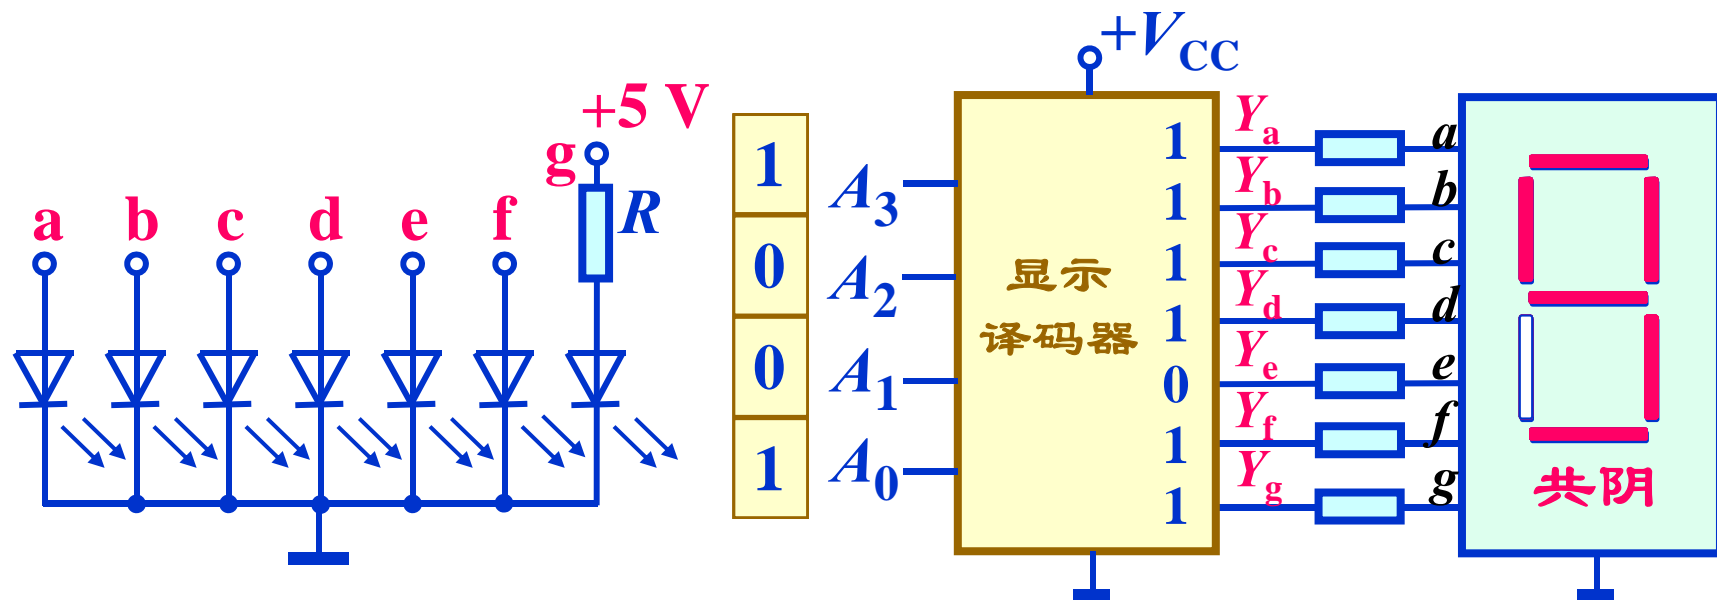 +5 V
g
R
a b c d e f
1
0
0
1
A3
A2
A1
A0
+VCC
显示
译码器
1
1
1
1
0
1
1
Ya
Yb
Yc
Yd
Ye
Yf
Yg
a
b
c
d
e
f
g
共阴